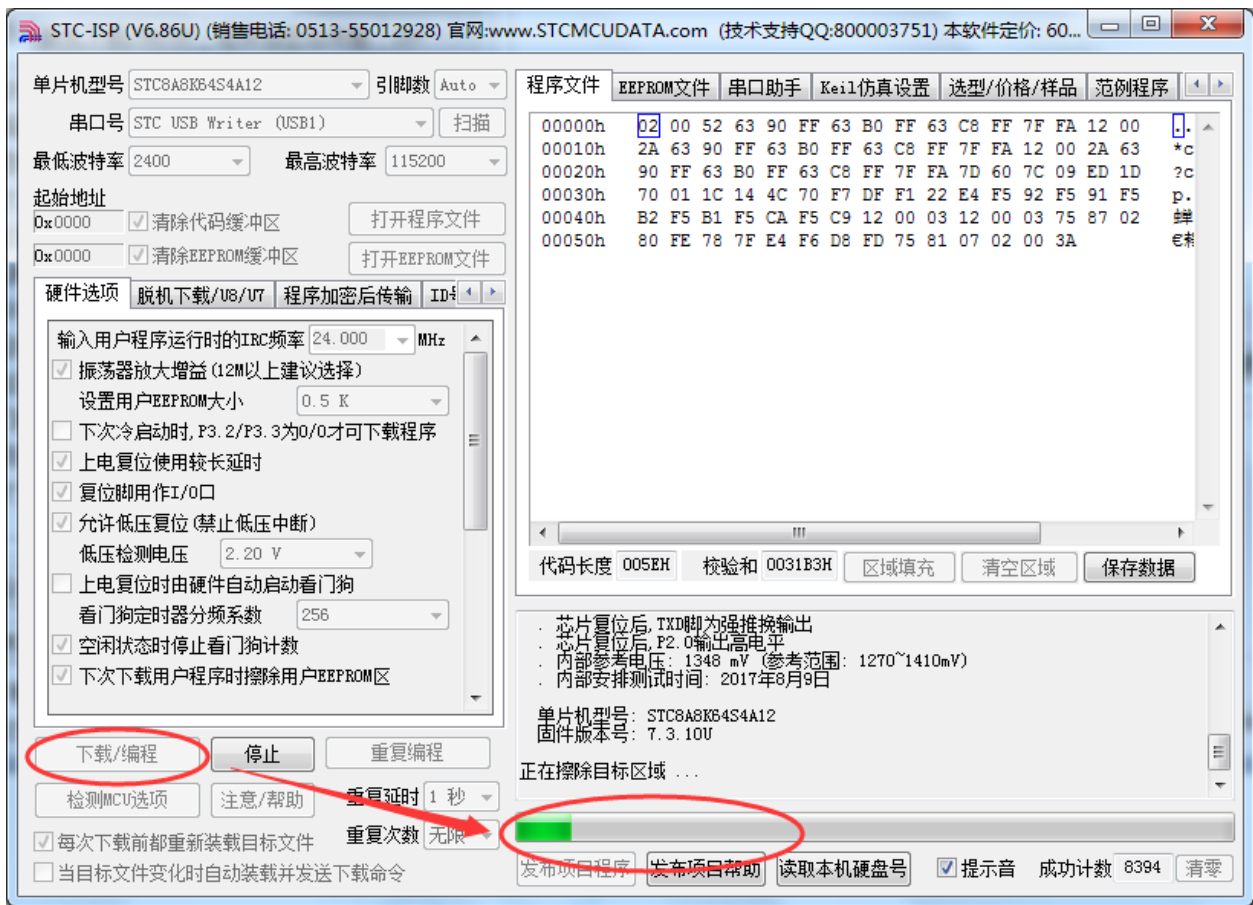 STC-ISP (V6.86U) (销售电话: 0513-55012928) 官网:www.STCMCUDATA.com (技术支持QQ:800003751) 本软件定价: 60...
单片机型号 STC8A8K64S4A12 引脚数 Auto
串口号 STC USB Writer (USB1) 扫描
最低波特率 2400 最高波特率 115200
起始地址
0x0000 清除代码缓冲区 打开程序文件
0x0000 清除EEPROM缓冲区 打开EEPROM文件
硬件选项 脱机下载/U8/U7 程序加密后传输
输入用户程序运行时的IRC频率 24.000 MHz
振荡器放大增益(12M以上建议选择)
设置用户EEPROM大小 0.5 K
下次冷启动时,P3.2/P3.3为0/0才可下载程序
上电复位使用较长延时
复位脚用作I/O口
允许低压复位(禁止低压中断)
低压检测电压 2.20 V
上电复位时由硬件自动启动看门狗
看门狗定时器分频系数 256
空闲状态时停止看门狗计数
下次下载用户程序时擦除用户EEPROM区
下载/编程 停止 重复编程
检测MCU选项 注意/帮助 重复延时 1 秒
每次下载前都重新装载目标文件 重复次数 无限
当目标文件变化时自动装载并发送下载命令
程序文件 EEPROM文件 串口助手 Keil仿真设置 选型/价格/样品 范例程序
00000h 02 00 52 63 90 FF 63 B0 FF 63 C8 FF 7F FA 12 00 ..
00010h 2A 63 90 FF 63 B0 FF 63 C8 FF 7F FA 12 00 2A 63 *c
00020h 90 FF 63 B0 FF 63 C8 FF 7F FA 7D 60 7C 09 ED 1D ?c
00030h 70 01 1C 14 4C 70 F7 DF F1 22 E4 F5 92 F5 91 F5 p.
00040h B2 F5 B1 F5 CA F5 C9 12 00 03 12 00 03 75 87 02
00050h 80 FE 78 7F E4 F6 D8 FD 75 81 07 02 00 3A
代码长度 005EH 校验和 0031B3H 区域填充 清空区域 保存数据
. 芯片复位后,TXD脚为强推挽输出
. 芯片复位后,P2.0输出高电平
. 内部参考电压: 1348 mV (参考范围: 1270~1410mV)
. 内部安排测试时间: 2017年8月9日
单片机型号: STC8A8K64S4A12
固件版本号: 7.3.10U
正在擦除目标区域 ...
发布项目程序 发布项目帮助 读取本机硬盘号 提示音 成功计数 8394 清零